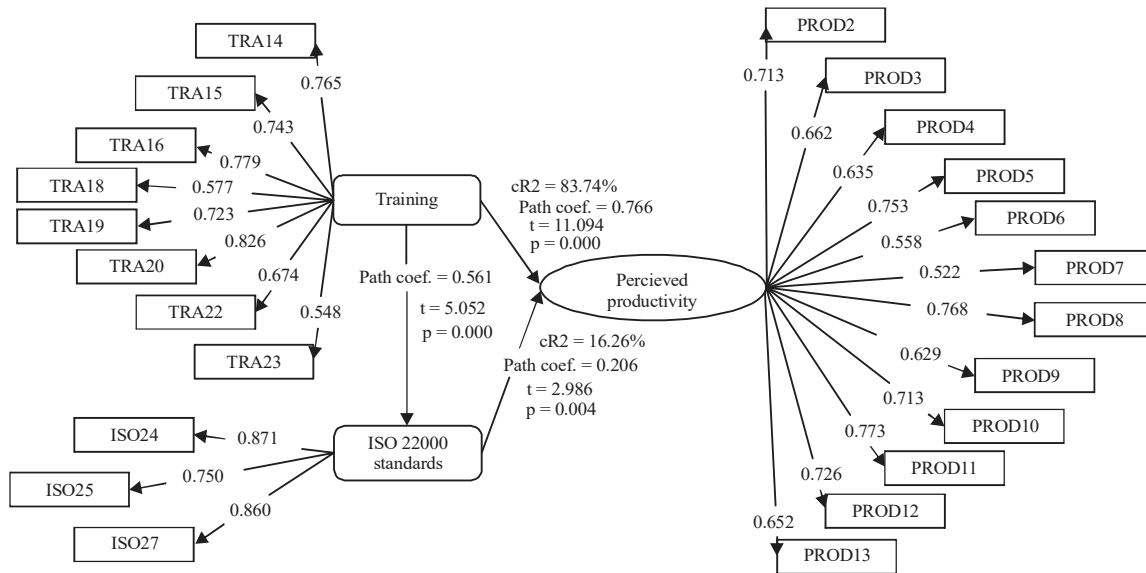 TRA14
0.765
TRA15
0.743
TRA16
0.779
TRA18
0.577
TRA19
0.723
TRA20
0.826
TRA22
0.674
TRA23
0.548
Training
Path coef. = 0.561
t = 5.052
p = 0.000
ISO24
0.871
ISO25
0.750
ISO27
0.860
ISO 22000
standards
cR2 = 83.74%
Path coef. = 0.766
t = 11.094
p = 0.000
Percieved
productivity
cR2 = 16.26%
Path coef. = 0.206
t = 2.986
p = 0.004
PROD2
0.713
PROD3
0.662
PROD4
0.635
PROD5
0.753
PROD6
0.558
PROD7
0.522
PROD8
0.768
PROD9
0.629
PROD10
0.713
PROD11
0.773
PROD12
0.726
PROD13
0.652